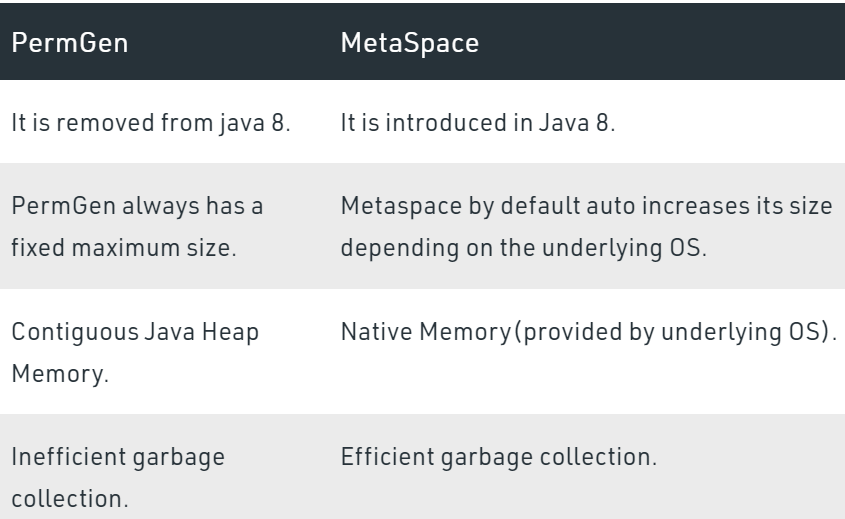 PermGen MetaSpace
It is removed from java 8. It is introduced in Java 8.
PermGen always has a Metaspace by default auto increases its size
fixed maximum size. depending on the underlying OS.
Contiguous Java Heap Native Memory(provided by underlying OS).
Memory.
Inefficient garbage Efficient garbage collection.
collection.